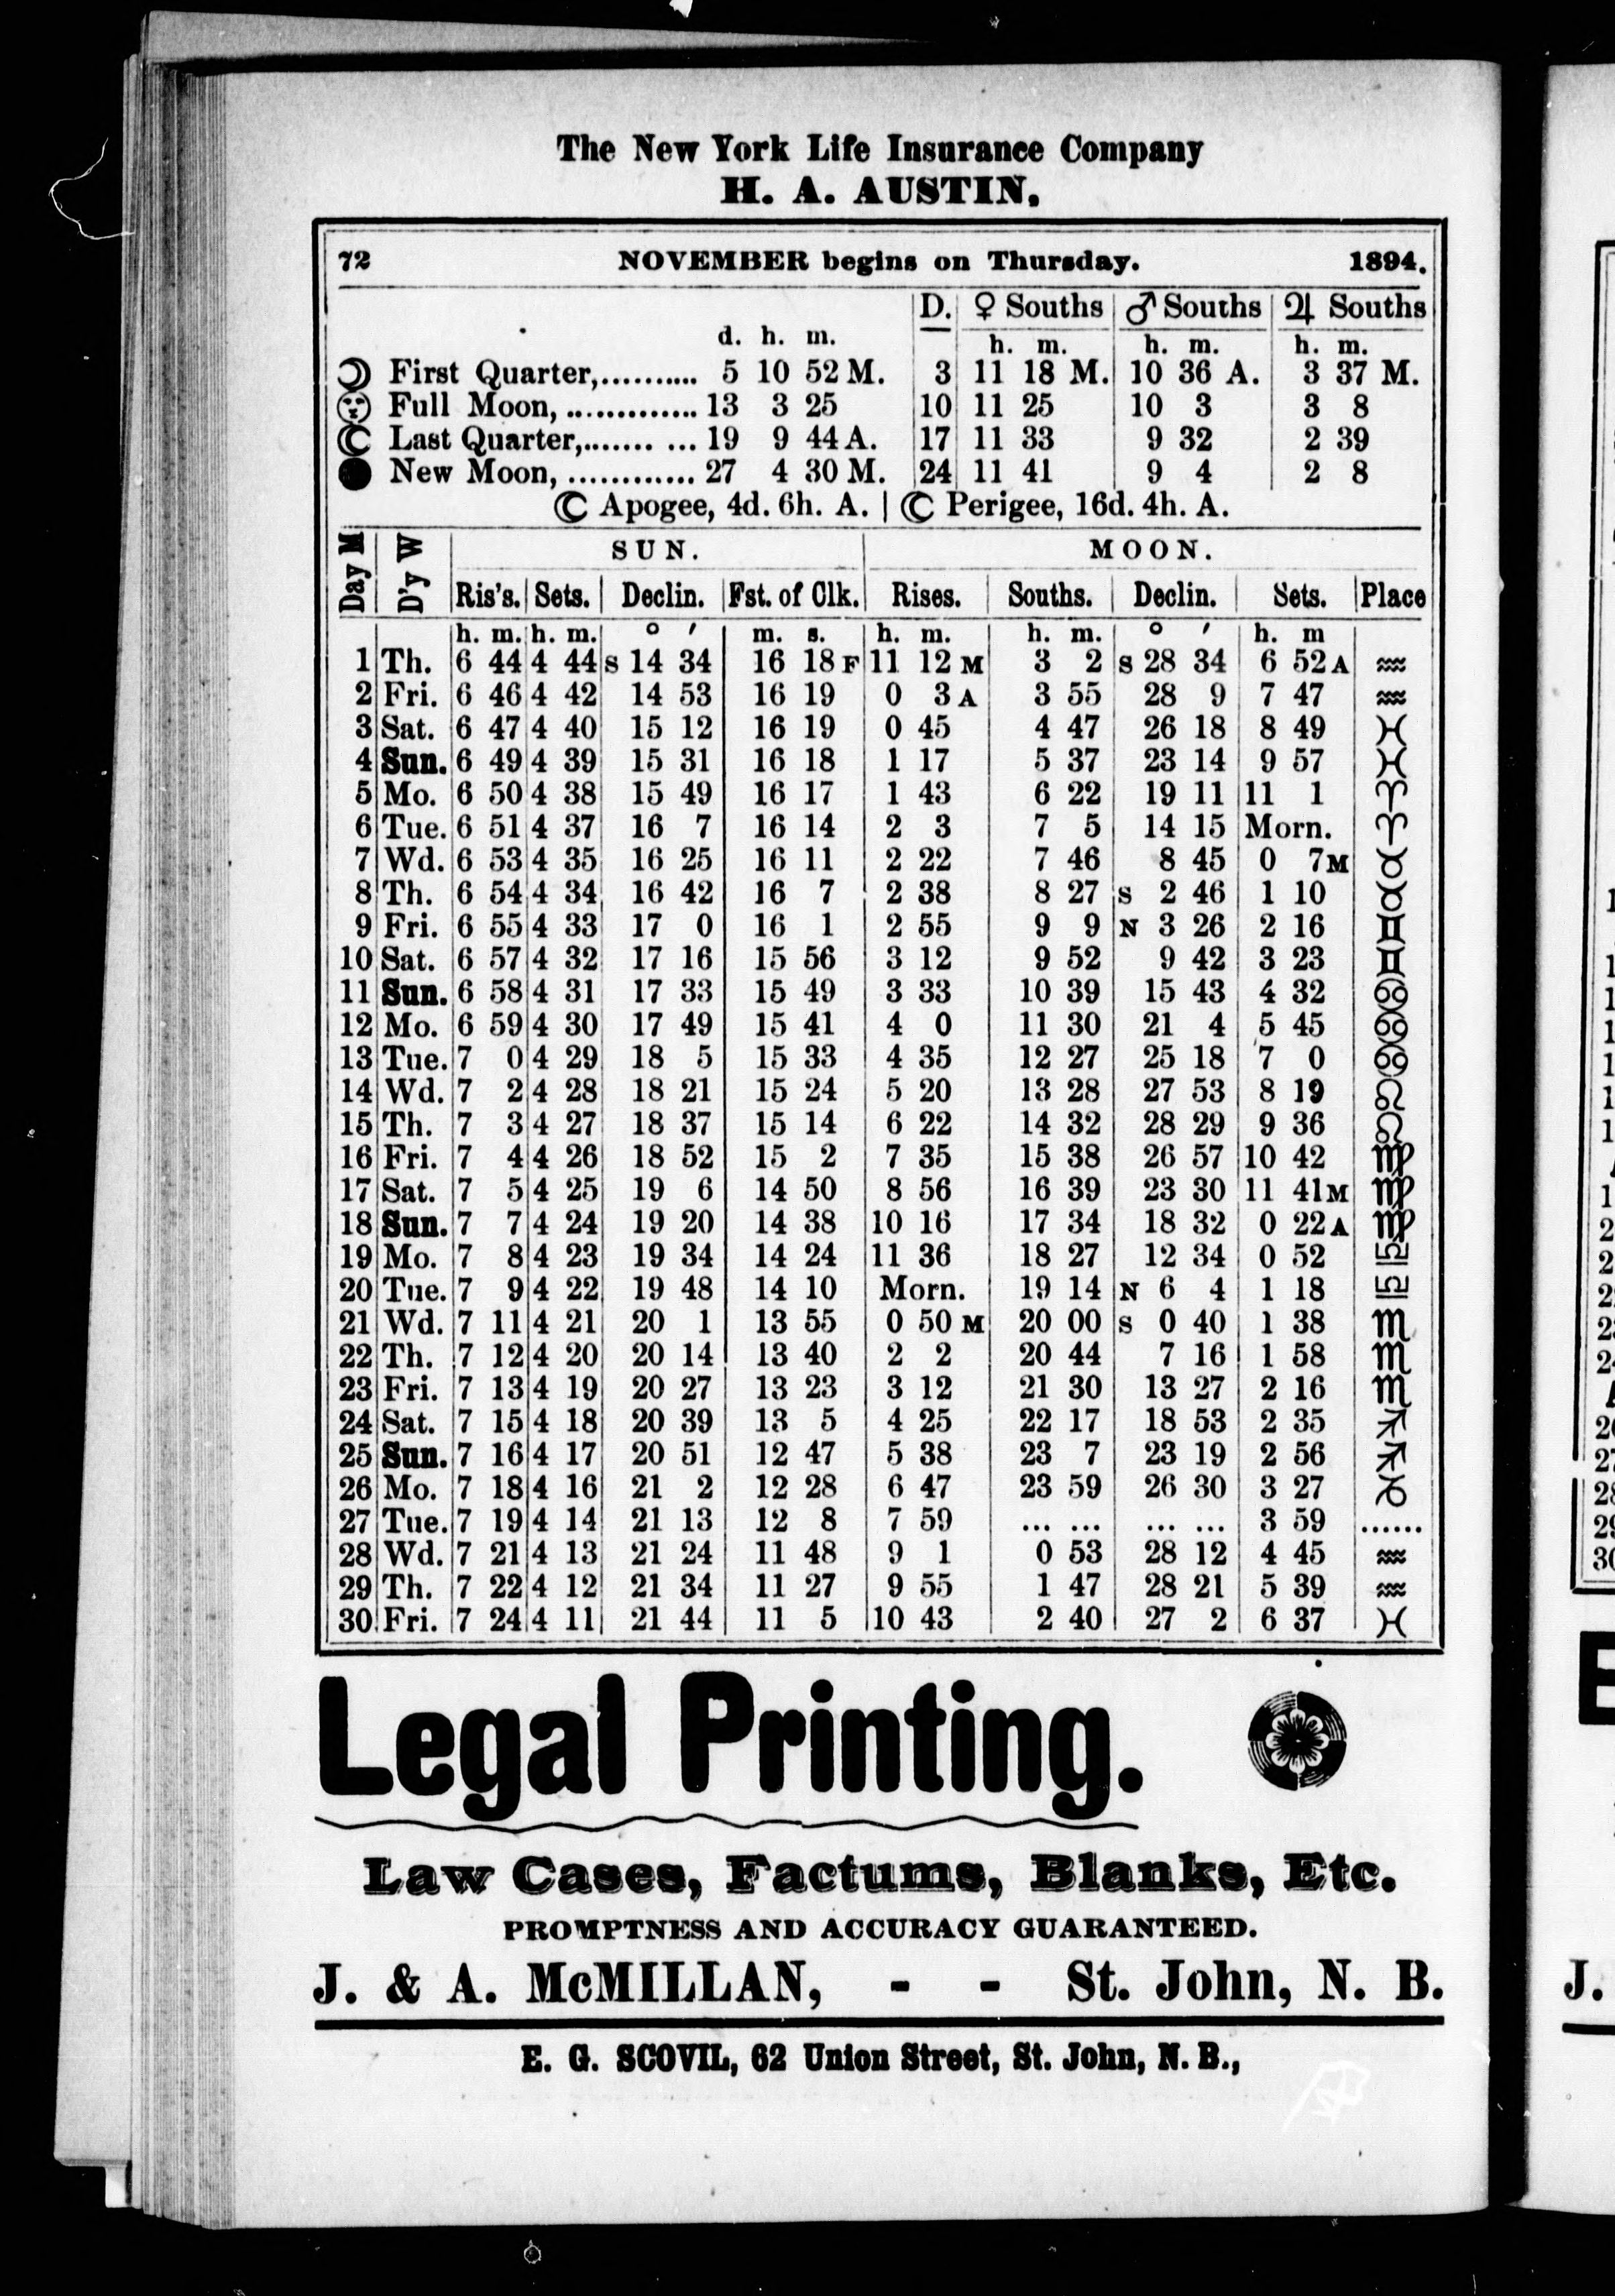 The New York Life Insurance Company
H. A. AUSTIN,
72 NOVEMBER begins on Thursday. 1894.
D. ♀ Souths ♂ Souths ♃ Souths
d. h. m. h. m. h. m. h. m.
☽ First Quarter,.......... 5 10 52 M. 3 11 18 M. 10 36 A. 3 37 M.
Full Moon, .............. 13 3 25 10 11 25 10 3 3 8
☾ Last Quarter,....... ... 19 9 44 A. 17 11 33 9 32 2 39
● New Moon, ............. 27 4 30 M. 24 11 41 9 4 2 8
☾ Apogee, 4d. 6h. A. | ☾ Perigee, 16d. 4h. A.
Day M D'y W SUN. MOON.
Ris's. Sets. Declin. Fst. of Clk. Rises. Souths. Declin. Sets. Place
h. m. h. m. ° ′ m. s. h. m. h. m. ° ′ h. m
1 Th. 6 44 4 44 S 14 34 16 18 F 11 12 M 3 2 S 28 34 6 52 A ♒
2 Fri. 6 46 4 42 14 53 16 19 0 3 A 3 55 28 9 7 47 ♒
3 Sat. 6 47 4 40 15 12 16 19 0 45 4 47 26 18 8 49 ♓
4 Sun. 6 49 4 39 15 31 16 18 1 17 5 37 23 14 9 57 ♓
5 Mo. 6 50 4 38 15 49 16 17 1 43 6 22 19 11 11 1 ♈
6 Tue. 6 51 4 37 16 7 16 14 2 3 7 5 14 15 Morn. ♈
7 Wd. 6 53 4 35 16 25 16 11 2 22 7 46 8 45 0 7 M ♉
8 Th. 6 54 4 34 16 42 16 7 2 38 8 27 S 2 46 1 10 ♉
9 Fri. 6 55 4 33 17 0 16 1 2 55 9 9 N 3 26 2 16 ♊
10 Sat. 6 57 4 32 17 16 15 56 3 12 9 52 9 42 3 23 ♊
11 Sun. 6 58 4 31 17 33 15 49 3 33 10 39 15 43 4 32 ♋
12 Mo. 6 59 4 30 17 49 15 41 4 0 11 30 21 4 5 45 ♋
13 Tue. 7 0 4 29 18 5 15 33 4 35 12 27 25 18 7 0 ♋
14 Wd. 7 2 4 28 18 21 15 24 5 20 13 28 27 53 8 19 ♌
15 Th. 7 3 4 27 18 37 15 14 6 22 14 32 28 29 9 36 ♌
16 Fri. 7 4 4 26 18 52 15 2 7 35 15 38 26 57 10 42 ♍
17 Sat. 7 5 4 25 19 6 14 50 8 56 16 39 23 30 11 41 M ♍
18 Sun. 7 7 4 24 19 20 14 38 10 16 17 34 18 32 0 22 A ♍
19 Mo. 7 8 4 23 19 34 14 24 11 36 18 27 12 34 0 52 ♎
20 Tue. 7 9 4 22 19 48 14 10 Morn. 19 14 N 6 4 1 18 ♎
21 Wd. 7 11 4 21 20 1 13 55 0 50 M 20 00 S 0 40 1 38 ♏
22 Th. 7 12 4 20 20 14 13 40 2 2 20 44 7 16 1 58 ♏
23 Fri. 7 13 4 19 20 27 13 23 3 12 21 30 13 27 2 16 ♏
24 Sat. 7 15 4 18 20 39 13 5 4 25 22 17 18 53 2 35 ♐
25 Sun. 7 16 4 17 20 51 12 47 5 38 23 7 23 19 2 56 ♐
26 Mo. 7 18 4 16 21 2 12 28 6 47 23 59 26 30 3 27 ♑
27 Tue. 7 19 4 14 21 13 12 8 7 59 ... ... ... ... 3 59 ......
28 Wd. 7 21 4 13 21 24 11 48 9 1 0 53 28 12 4 45 ♒
29 Th. 7 22 4 12 21 34 11 27 9 55 1 47 28 21 5 39 ♒
30 Fri. 7 24 4 11 21 44 11 5 10 43 2 40 27 2 6 37 ♓
Legal Printing.
Law Cases, Factums, Blanks, Etc.
PROMPTNESS AND ACCURACY GUARANTEED.
J. & A. McMILLAN, - - St. John, N. B.
E. G. SCOVIL, 62 Union Street, St. John, N. B.,